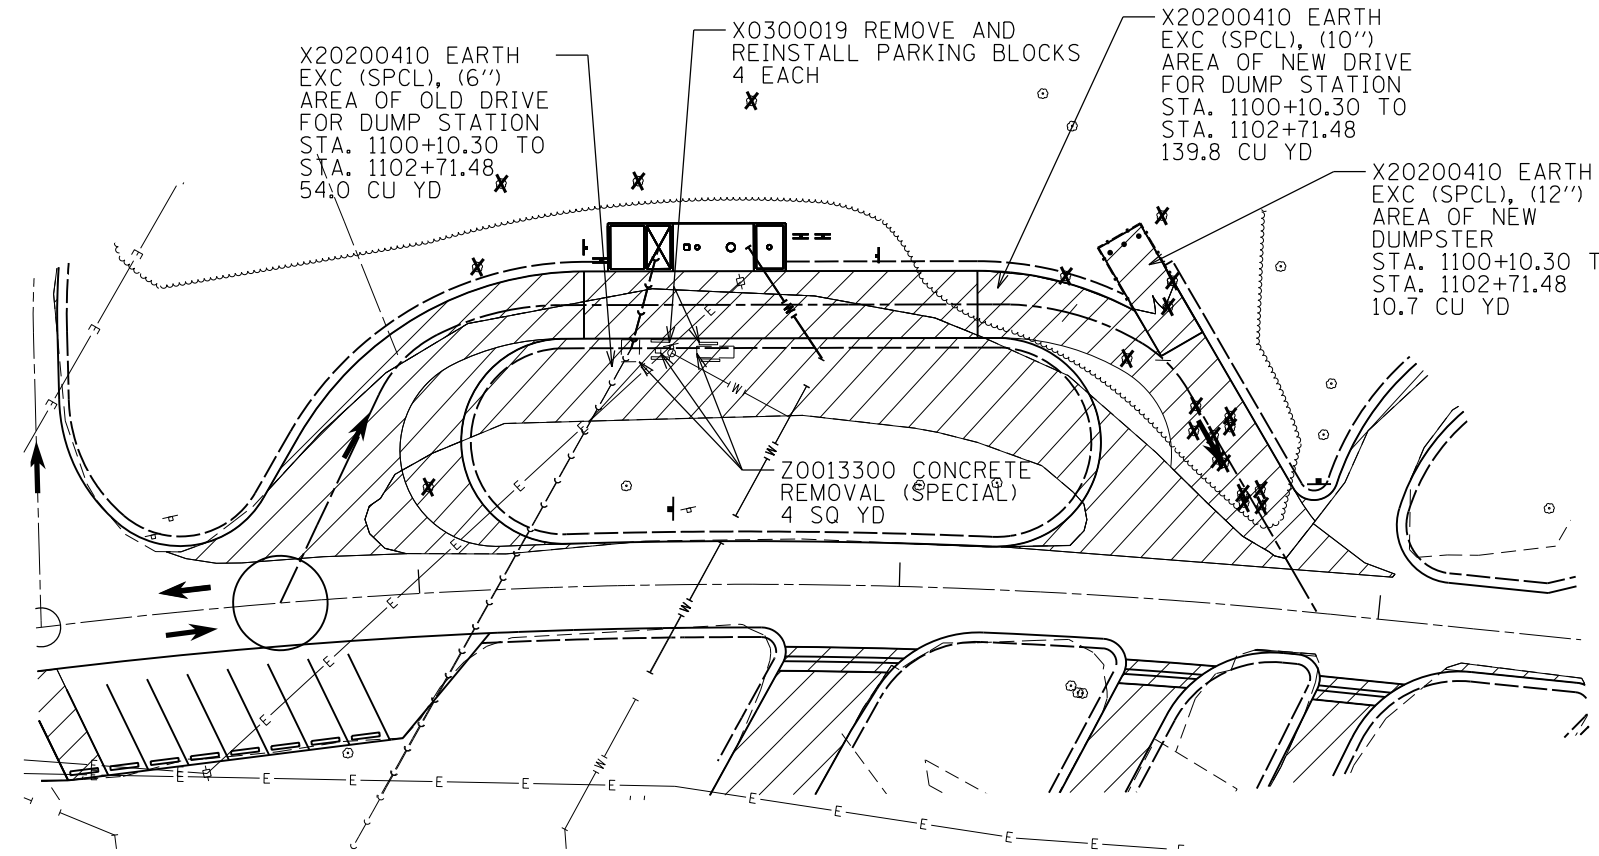 X20200410 EARTH
EXC (SPCL), (6")
AREA OF OLD DRIVE
FOR DUMP STATION
STA. 1100+10.30 TO
STA. 1102+71.48
54.0 CU YD
X0300019 REMOVE AND
REINSTALL PARKING BLOCKS
4 EACH
X20200410 EARTH
EXC (SPCL), (10")
AREA OF NEW DRIVE
FOR DUMP STATION
STA. 1100+10.30 TO
STA. 1102+71.48
139.8 CU YD
X20200410 EARTH
EXC (SPCL), (12")
AREA OF NEW
DUMPSTER
STA. 1100+10.30 T
STA. 1102+71.48
10.7 CU YD
Z0013300 CONCRETE
REMOVAL (SPECIAL)
4 SQ YD